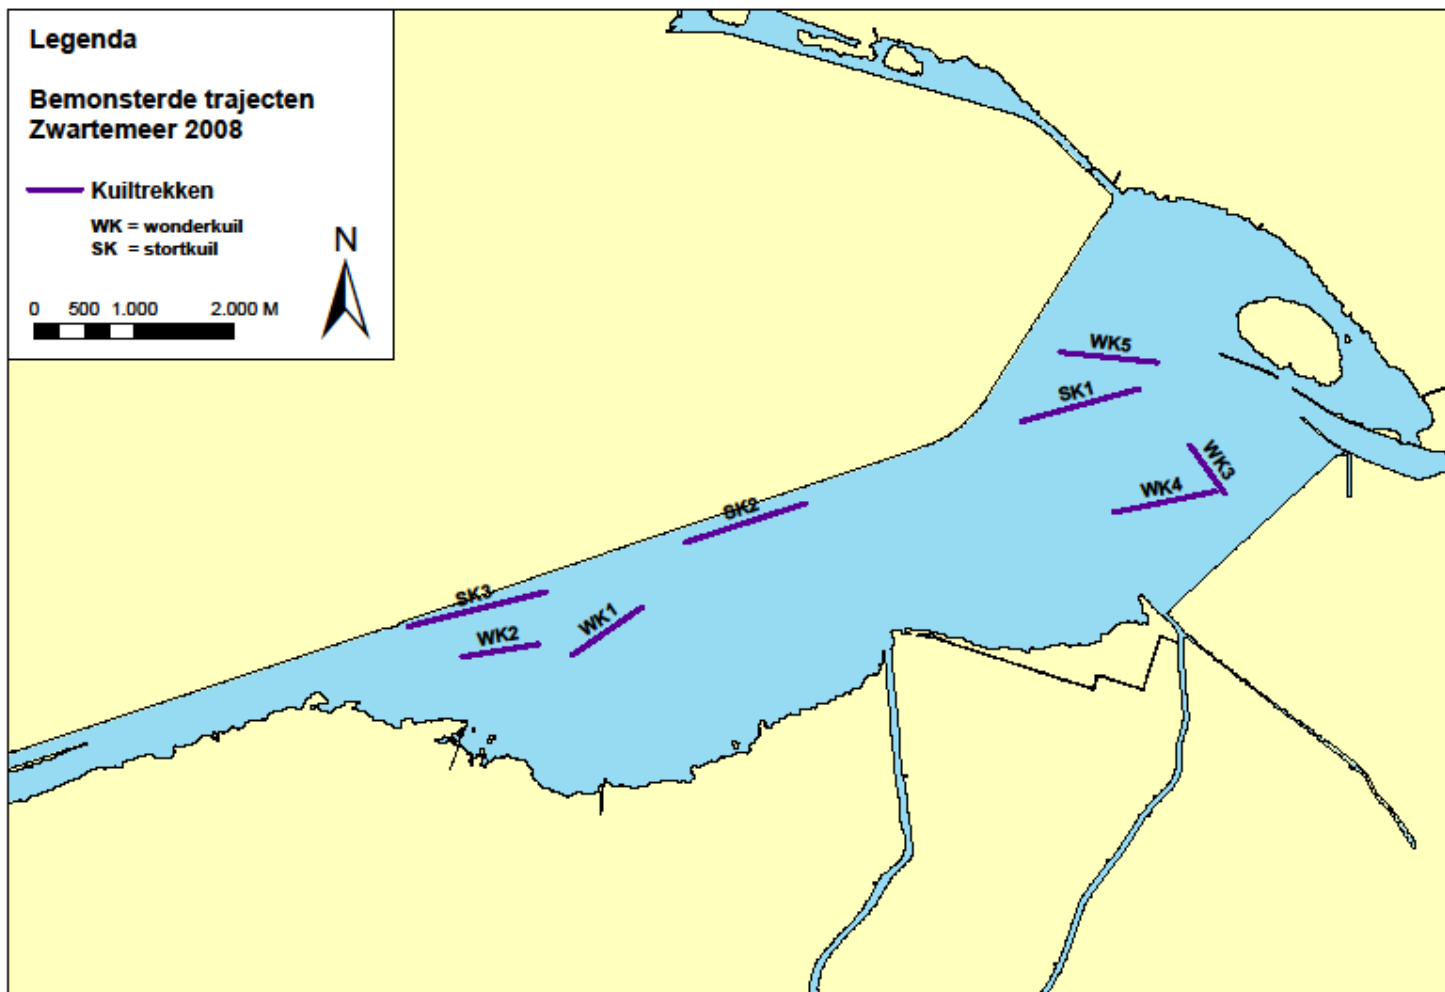 Legenda
Bemonsterde trajecten
Zwartemeer 2008
Kuiltrekken
WK = wonderkuil
SK = stortkuil
N
0 500 1.000 2.000 M
WK5
SK1
WK3
WK4
SK2
SK3
WK1
WK2